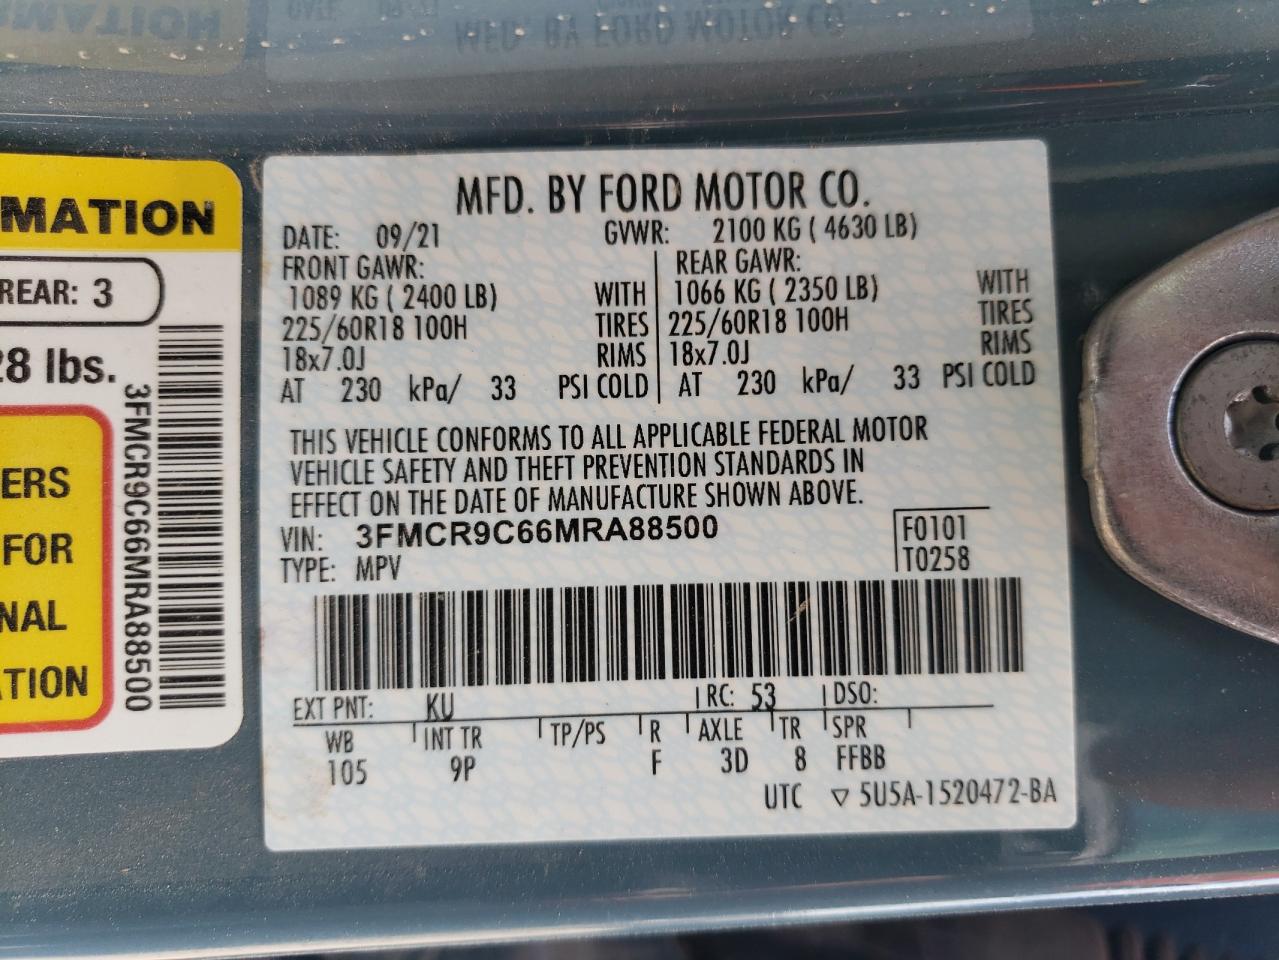 MATION
REAR: 3
28 lbs.
3FMCR9C66MRA88500
ERS
FOR
NAL
ATION
MFD. BY FORD MOTOR CO.
DATE: 09/21 GVWR: 2100 KG ( 4630 LB)
FRONT GAWR: REAR GAWR:
1089 KG ( 2400 LB) WITH 1066 KG ( 2350 LB) WITH
225/60R18 100H TIRES 225/60R18 100H TIRES
18x7.0J RIMS 18x7.0J RIMS
AT 230 kPa/ 33 PSI COLD AT 230 kPa/ 33 PSI COLD
THIS VEHICLE CONFORMS TO ALL APPLICABLE FEDERAL MOTOR
VEHICLE SAFETY AND THEFT PREVENTION STANDARDS IN
EFFECT ON THE DATE OF MANUFACTURE SHOWN ABOVE.
VIN: 3FMCR9C66MRA88500 F0101
TYPE: MPV T0258
EXT PNT: KU RC: 53 DSO:
WB INT TR TP/PS R AXLE TR SPR
105 9P F 3D 8 FFBB
UTC ▽ 5U5A-1520472-BA